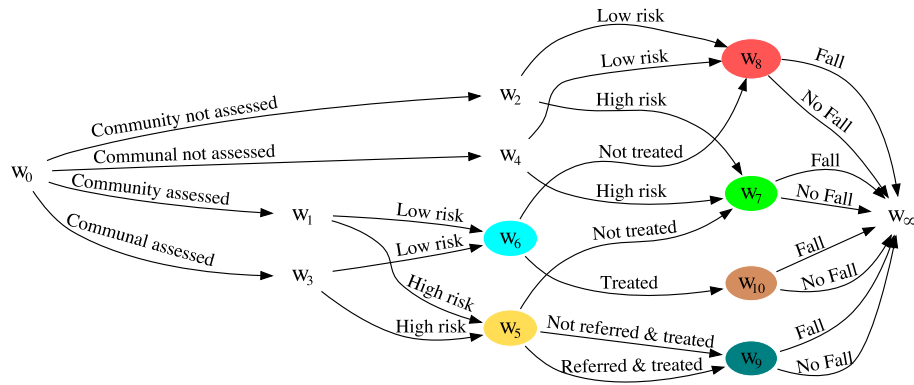 Low risk
Fall
w8
Low risk
Community not assessed
w2
High risk
No Fall
Communal not assessed
w4
Not treated
w0
Community assessed
High risk
Fall
w7
No Fall
w1
Low risk
w∞
w6
Not treated
Communal assessed
Low risk
Fall
w3
High risk
Treated
w10
No Fall
High risk
w5
Not referred & treated
Fall
w9
Referred & treated
No Fall